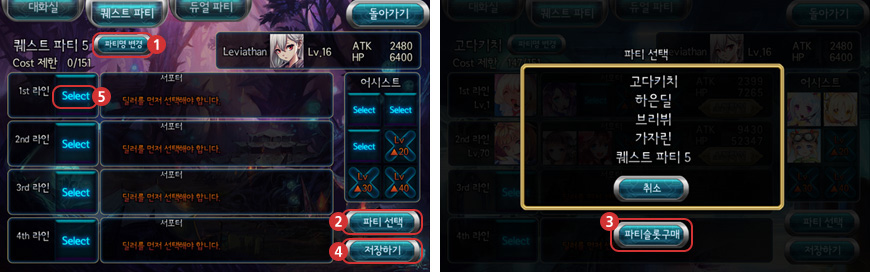 대화실
퀘스트 파티
듀얼 파티
돌아가기
퀘스트 파티 5
파티명 변경
1
Cost 제한 0/151
Leviathan
Lv.16
ATK 2480
HP 6400
1st 라인
Select
5
서포터
딜러를 먼저 선택해야 합니다.
2nd 라인
Select
서포터
딜러를 먼저 선택해야 합니다.
3rd 라인
Select
서포터
딜러를 먼저 선택해야 합니다.
4th 라인
Select
서포터
딜러를 먼저 선택해야 합니다.
어시스트
Select
Select
Select
Lv
▲20
Lv
▲30
Lv
▲40
2
파티 선택
4
저장하기
대화실
퀘스트 파티
듀얼 파티
돌아가기
고다키치
파티명 변경
Leviathan
Lv.16
ATK 2480
HP 6400
파티 선택
고다키치
하은딜
브리뷔
가자린
퀘스트 파티 5
취소
1st 라인
Lv.1
2nd 라인
Lv.70
3rd 라인
Select
4th 라인
Select
어시스트
3
파티슬롯구매
파티 선택
저장하기